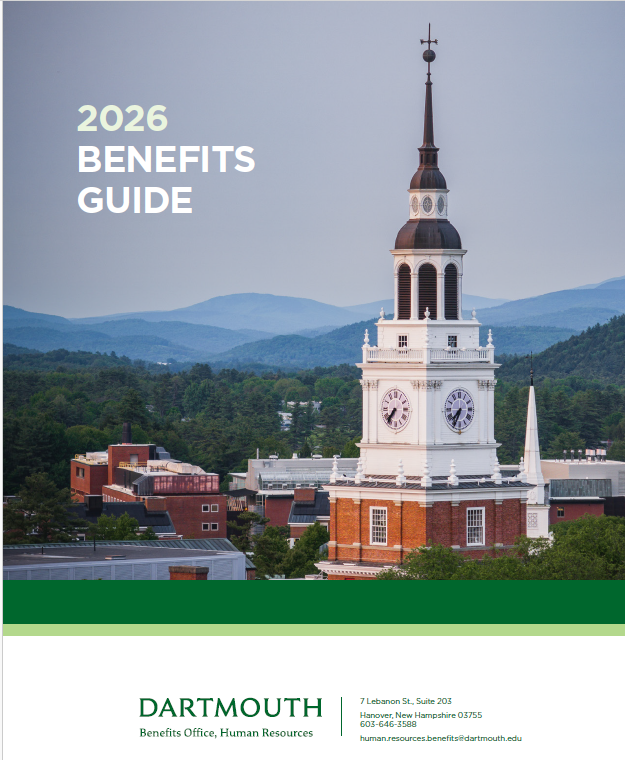 2026
BENEFITS
GUIDE
DARTMOUTH
Benefits Office, Human Resources
7 Lebanon St., Suite 203
Hanover, New Hampshire 03755
603-646-3588
human.resources.benefits@dartmouth.edu